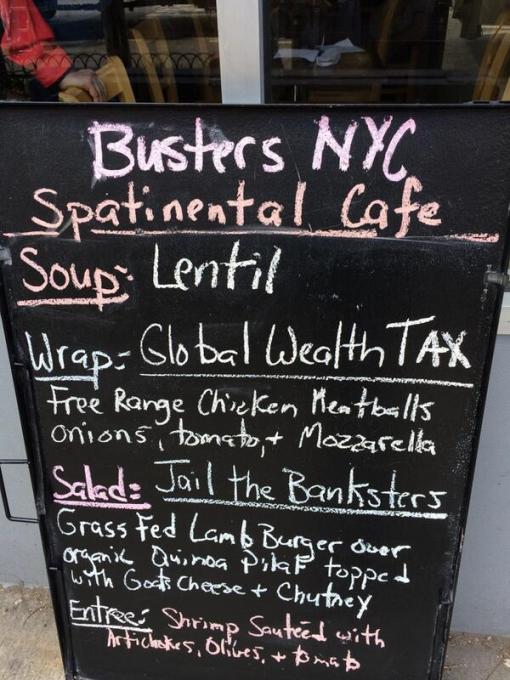 Busters NYC
Spatinental Cafe
Soup: Lentil
Wrap:- Global Wealth TAX
Free Range Chicken Meatballs
onions, tomato, + Mozzarella
Salad: Jail the Banksters
Grass Fed Lamb Burger over
organic Quinoa Pilaf topped
with Goats Cheese + Chutney
Entree: Shrimp Sauteéd with
Artichokes, Olives, + tomato